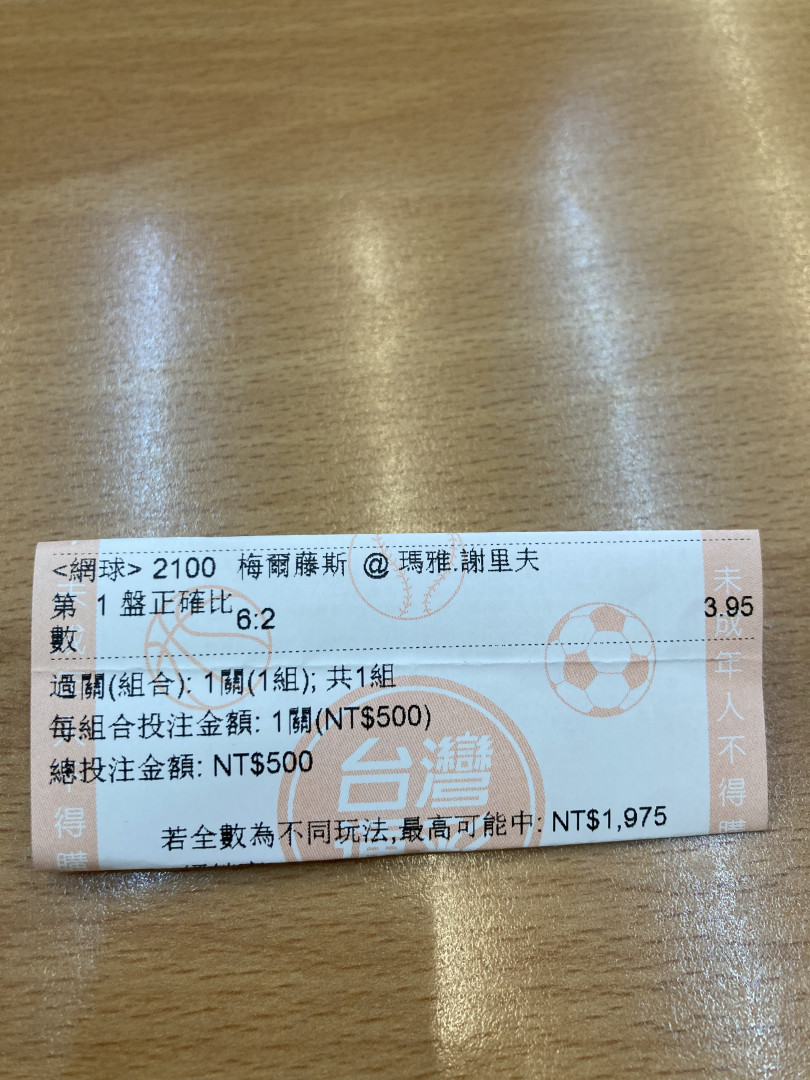 <網球> 2100 梅爾藤斯 @ 瑪雅.謝里夫
第 1 盤正確比數 6:2 3.95
過關(組合): 1關(1組); 共1組
每組合投注金額: 1關(NT$500)
總投注金額: NT$500
若全數為不同玩法,最高可能中: NT$1,975
台灣
未成年人不得購
得購